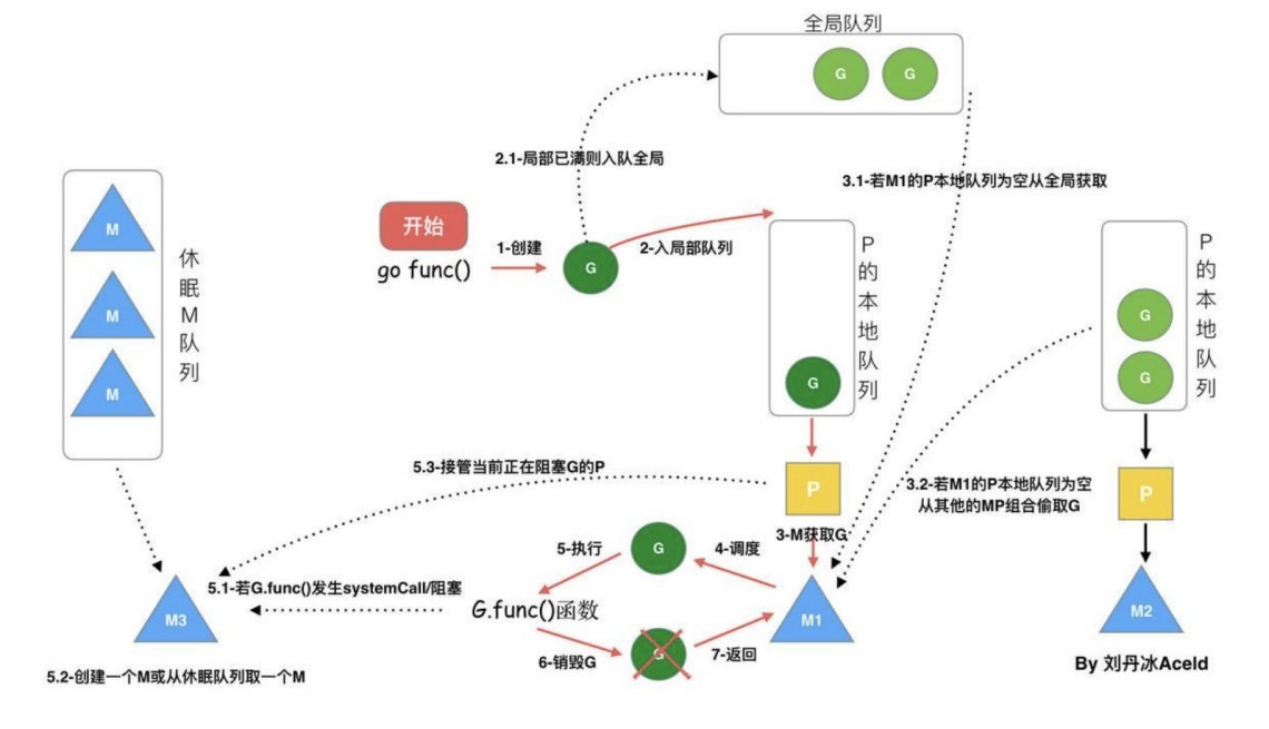 全局队列
G G
2.1-局部已满则入队全局
3.1-若M1的P本地队列为空从全局获取
开始
go func()
1-创建
G
2-入局部队列
P的本地队列
G
P的本地队列
G
G
M
M
M
休眠M队列
5.3-接管当前正在阻塞G的P
P
3-M获取G
3.2-若M1的P本地队列为空
从其他的MP组合偷取G
P
5-执行
G
4-调度
5.1-若G.func()发生systemCall/阻塞
G.func()函数
M3
M1
M2
6-销毁G
G
7-返回
5.2-创建一个M或从休眠队列取一个M
By 刘丹冰Aceld